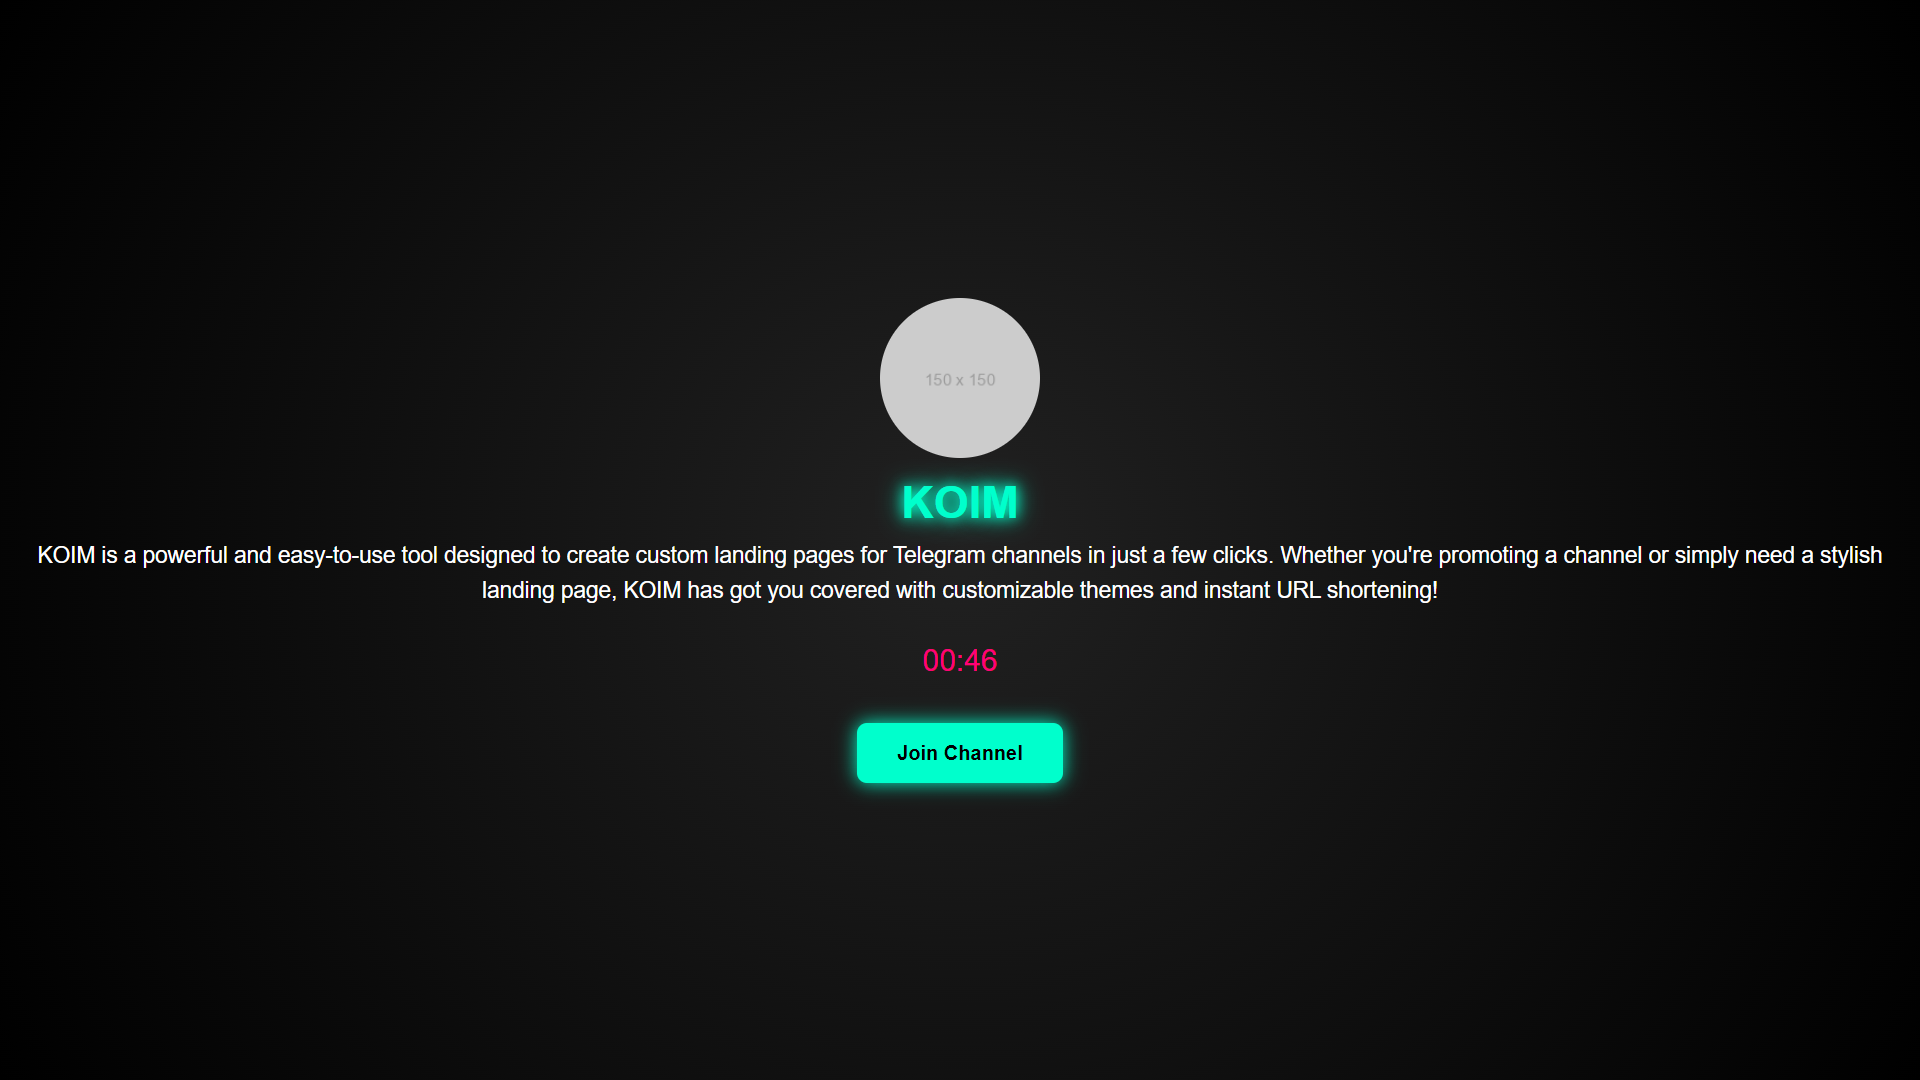 150 x 150
KOIM
KOIM is a powerful and easy-to-use tool designed to create custom landing pages for Telegram channels in just a few clicks. Whether you're promoting a channel or simply need a stylish
landing page, KOIM has got you covered with customizable themes and instant URL shortening!
00:46
Join Channel